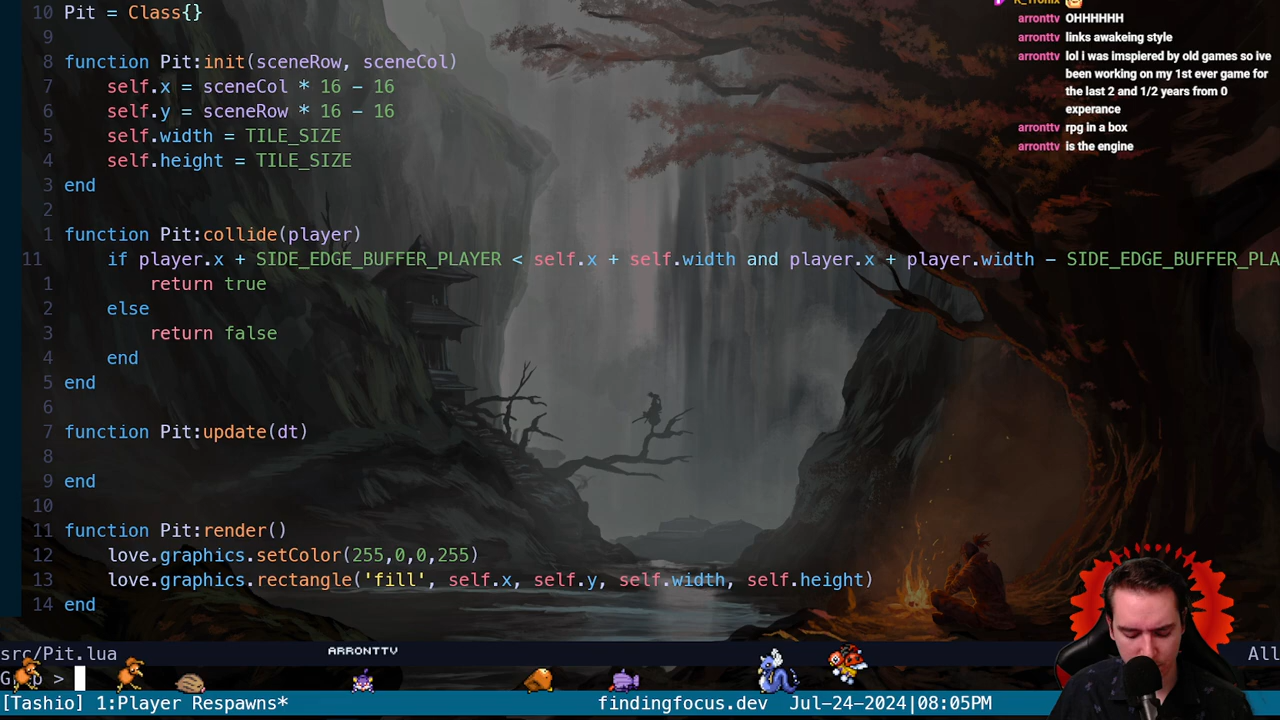 10 Pit = Class{}
9
8 function Pit:init(sceneRow, sceneCol)
7 self.x = sceneCol * 16 - 16
6 self.y = sceneRow * 16 - 16
5 self.width = TILE_SIZE
4 self.height = TILE_SIZE
3 end
2
1 function Pit:collide(player)
11 if player.x + SIDE_EDGE_BUFFER_PLAYER < self.x + self.width and player.x + player.width - SIDE_EDGE_BUFFER_PLA
1 return true
2 else
3 return false
4 end
5 end
6
7 function Pit:update(dt)
8
9 end
10
11 function Pit:render()
12 love.graphics.setColor(255,0,0,255)
13 love.graphics.rectangle('fill', self.x, self.y, self.width, self.height)
14 end
arronttv OHHHHHH
arronttv links awakeing style
arronttv lol i was imspiered by old games so ive
been working on my 1st ever game for
the last 2 and 1/2 years from 0
experance
arronttv rpg in a box
arronttv is the engine
src/Pit.lua
ARRONTTV
All
[Tashio] 1:Player Respawns*
findingfocus.dev Jul-24-2024|08:05PM